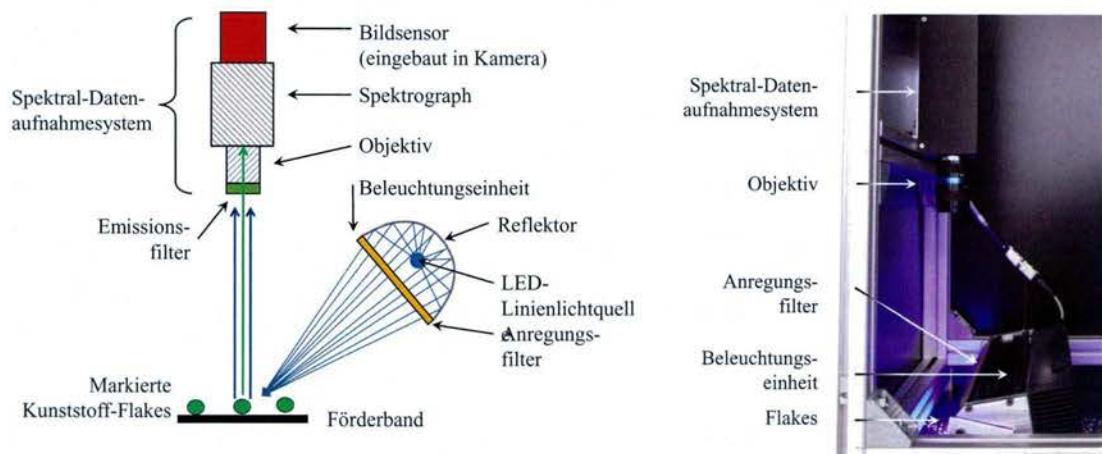 Bildsensor
(eingebaut in Kamera)
Spektral-Daten-
aufnahmesystem
Spektrograph
Objektiv
Beleuchtungseinheit
Emissions-
filter
Reflektor
LED-
Linienlichtquell
e
Anregungs-
filter
Markierte
Kunststoff-Flakes
Förderband
Spektral-Daten-
aufnahmesystem
Objektiv
Anregungs-
filter
Beleuchtungs-
einheit
Flakes